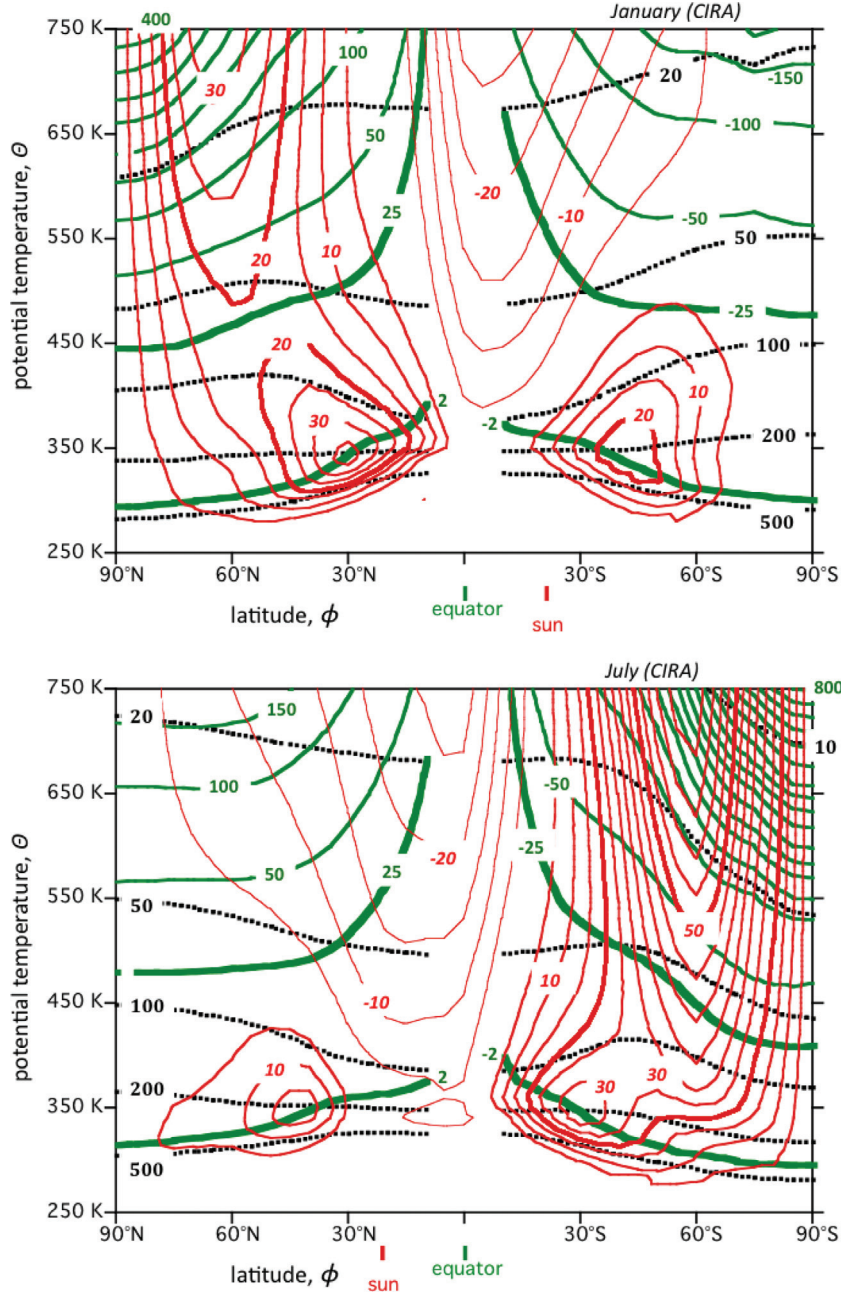 January (CIRA)
750 K
400
100
20
-150
30
650 K
50
-100
-20
-10
potential temperature, Θ
25
10
-50
50
550 K
20
-25
450 K
20
100
10
30
2
-2
20
350 K
200
500
250 K
90°N
60°N
30°N
30°S
60°S
90°S
latitude, ϕ
equator
sun
July (CIRA)
750 K
150
800
20
10
100
-50
650 K
-20
-25
potential temperature, Θ
50
25
550 K
50
50
10
-10
450 K
100
10
2
-2
30
30
200
350 K
500
250 K
90°N
60°N
30°N
30°S
60°S
90°S
latitude, ϕ
sun
equator